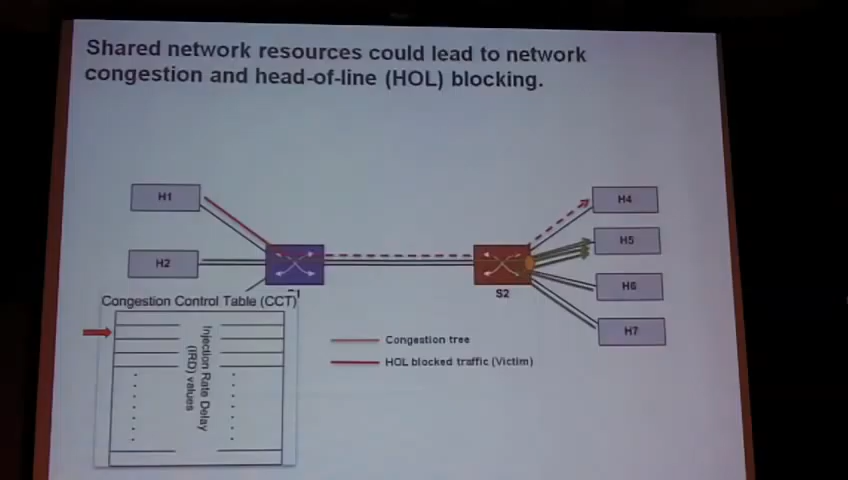 Shared network resources could lead to network
congestion and head-of-line (HOL) blocking.
H1
H4
H5
H2
H6
S2
H7
Congestion Control Table (CCT)
Injection Rate Delay
(IRD) values
Congestion tree
HOL blocked traffic (Victim)